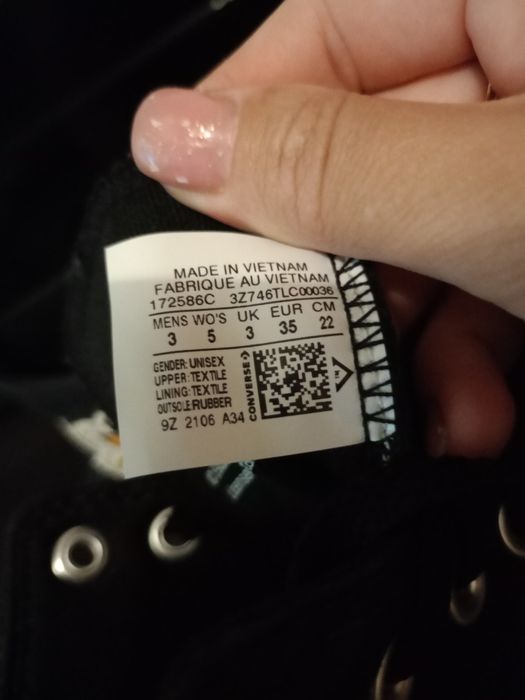 MADE IN VIETNAM
FABRIQUE AU VIETNAM
172586C 3Z746TLC00036
MENS WO'S UK EUR CM
3 5 3 35 22
GENDER: UNISEX
UPPER: TEXTILE
LINING: TEXTILE
OUTSOLE: RUBBER
9Z 2106 A34
CONVERSE